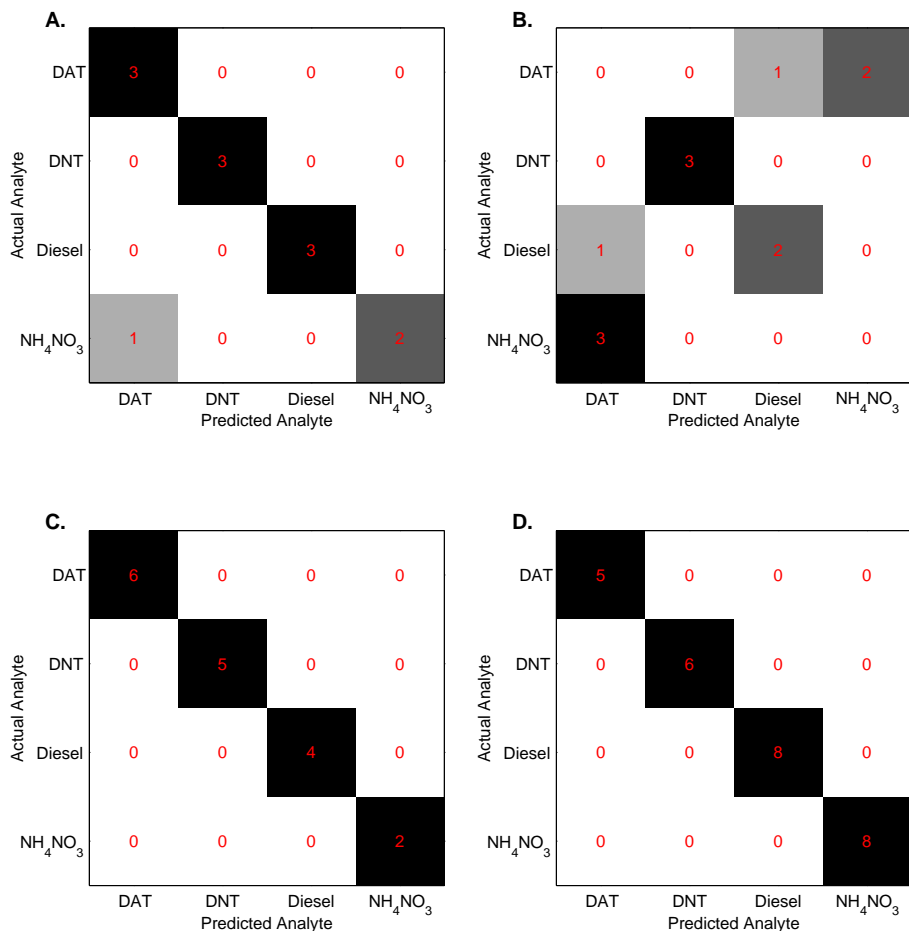 A.
DAT 3 0 0 0
DNT 0 3 0 0
Diesel 0 0 3 0
NH₄NO₃ 1 0 0 2
DAT DNT Diesel NH₄NO₃
Predicted Analyte
Actual Analyte
B.
DAT 0 0 1 2
DNT 0 3 0 0
Diesel 1 0 2 0
NH₄NO₃ 3 0 0 0
DAT DNT Diesel NH₄NO₃
Predicted Analyte
Actual Analyte
C.
DAT 6 0 0 0
DNT 0 5 0 0
Diesel 0 0 4 0
NH₄NO₃ 0 0 0 2
DAT DNT Diesel NH₄NO₃
Predicted Analyte
Actual Analyte
D.
DAT 5 0 0 0
DNT 0 6 0 0
Diesel 0 0 8 0
NH₄NO₃ 0 0 0 8
DAT DNT Diesel NH₄NO₃
Predicted Analyte
Actual Analyte